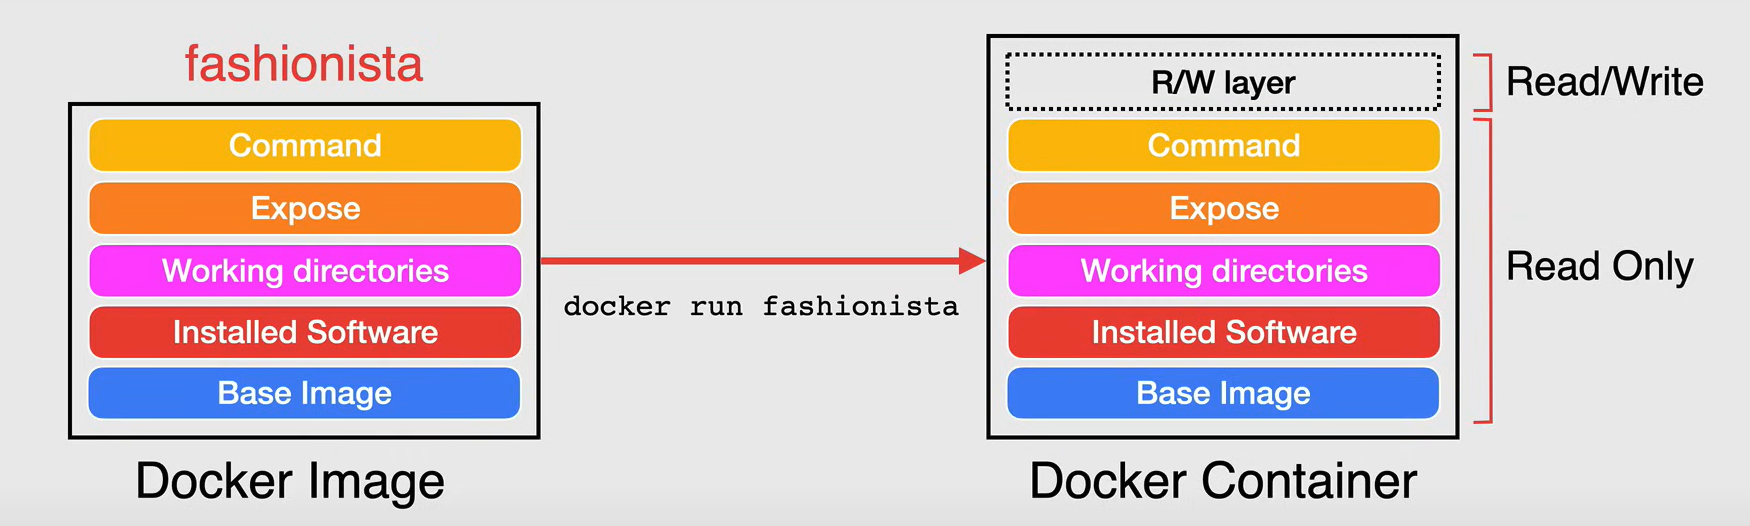 fashionista
Command
Expose
Working directories
Installed Software
Base Image
Docker Image
docker run fashionista
R/W layer
Command
Expose
Working directories
Installed Software
Base Image
Docker Container
Read/Write
Read Only